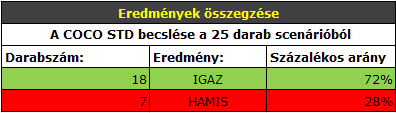 Eredmények összegzése
A COCO STD becslése a 25 darab scenárióból
Darabszám: Eredmény: Százalékos arány
18 IGAZ 72%
7 HAMIS 28%